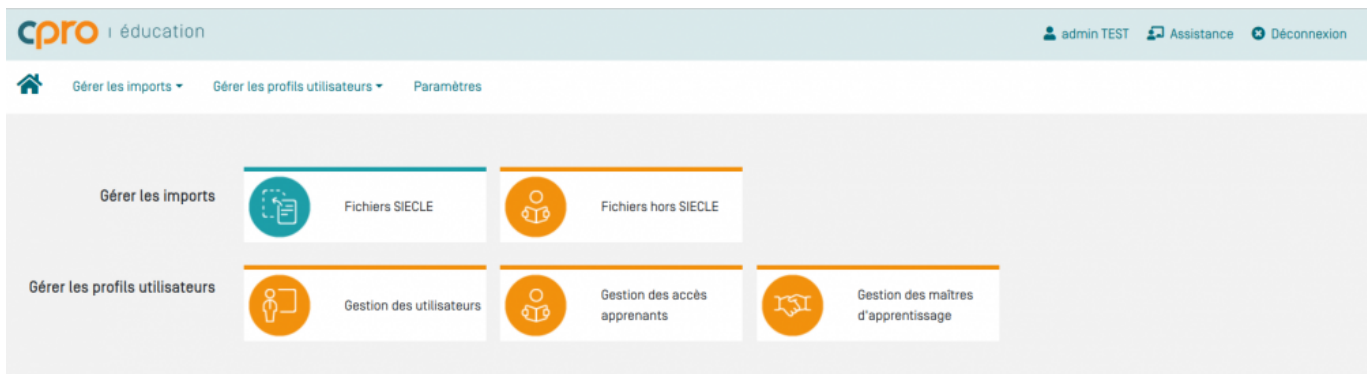 cpro | éducation
admin TEST Assistance Déconnexion
Gérer les imports Gérer les profils utilisateurs Paramètres
Gérer les imports
Fichiers SIECLE
Fichiers hors SIECLE
Gérer les profils utilisateurs
Gestion des utilisateurs
Gestion des accès
apprenants
Gestion des maîtres
d'apprentissage